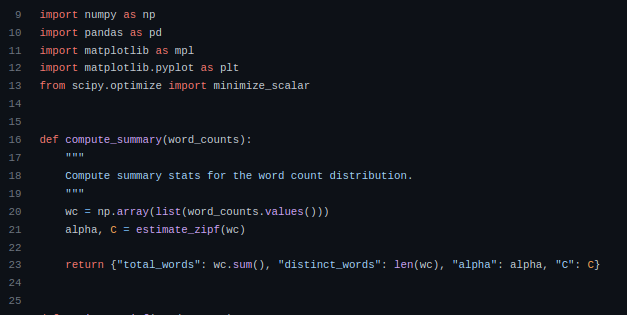 9 import numpy as np
10 import pandas as pd
11 import matplotlib as mpl
12 import matplotlib.pyplot as plt
13 from scipy.optimize import minimize_scalar
14
15
16 def compute_summary(word_counts):
17     """
18     Compute summary stats for the word count distribution.
19     """
20     wc = np.array(list(word_counts.values()))
21     alpha, C = estimate_zipf(wc)
22
23     return {"total_words": wc.sum(), "distinct_words": len(wc), "alpha": alpha, "C": C}
24
25